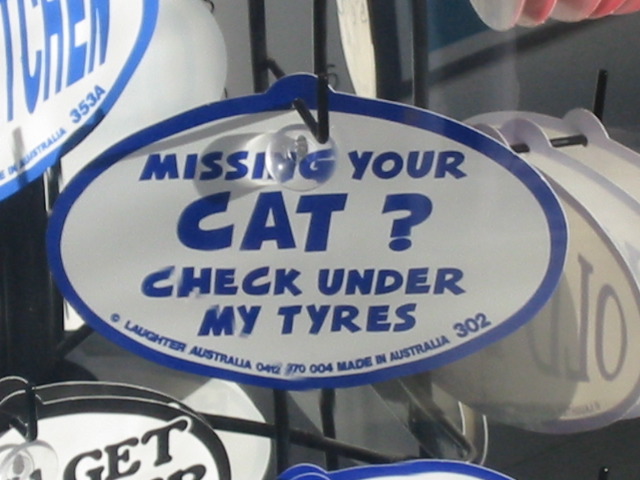 TCHEN
353A
E IN AUSTRALIA
MISSING YOUR
CAT ?
CHECK UNDER
MY TYRES
© LAUGHTER AUSTRALIA 0412 770 004 MADE IN AUSTRALIA 302
OLD
GET